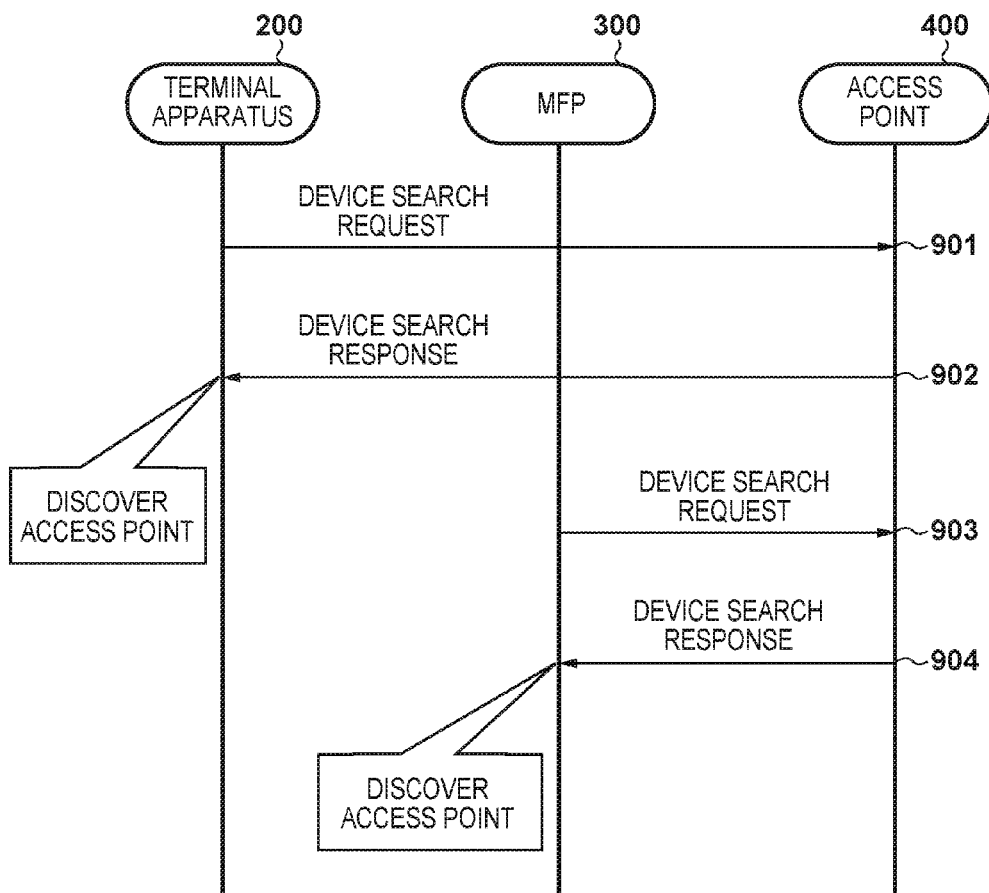 200
300
400
TERMINAL
APPARATUS
MFP
ACCESS
POINT
DEVICE SEARCH
REQUEST
901
DEVICE SEARCH
RESPONSE
902
DISCOVER
ACCESS POINT
DEVICE SEARCH
REQUEST
903
DEVICE SEARCH
RESPONSE
904
DISCOVER
ACCESS POINT